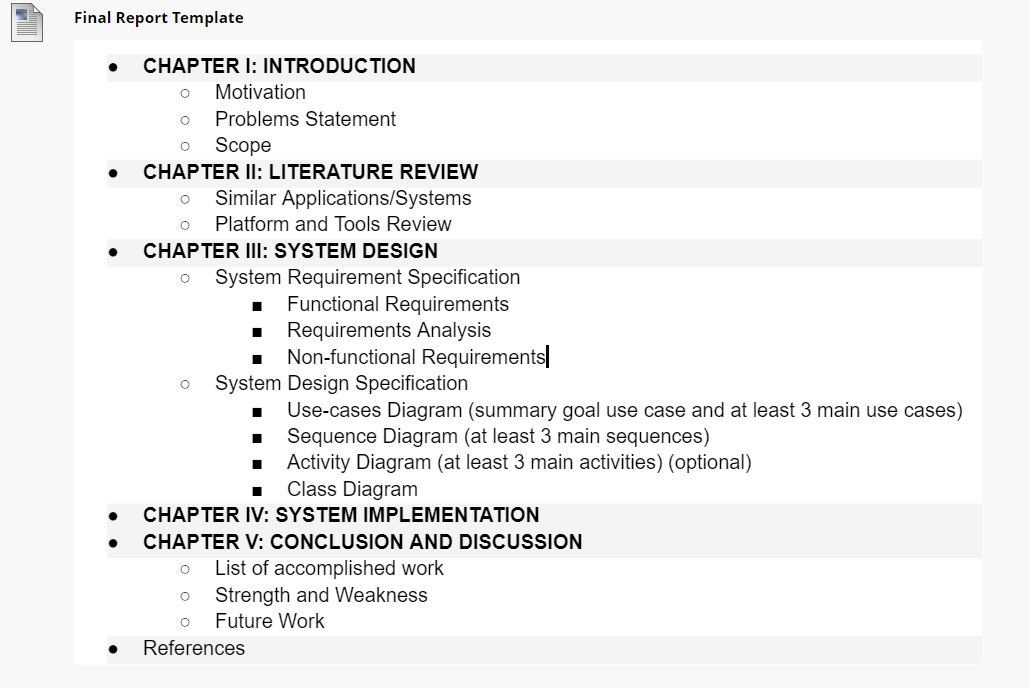 Final Report Template
● CHAPTER I: INTRODUCTION
○ Motivation
○ Problems Statement
○ Scope
● CHAPTER II: LITERATURE REVIEW
○ Similar Applications/Systems
○ Platform and Tools Review
● CHAPTER III: SYSTEM DESIGN
○ System Requirement Specification
■ Functional Requirements
■ Requirements Analysis
■ Non-functional Requirements
○ System Design Specification
■ Use-cases Diagram (summary goal use case and at least 3 main use cases)
■ Sequence Diagram (at least 3 main sequences)
■ Activity Diagram (at least 3 main activities) (optional)
■ Class Diagram
● CHAPTER IV: SYSTEM IMPLEMENTATION
● CHAPTER V: CONCLUSION AND DISCUSSION
○ List of accomplished work
○ Strength and Weakness
○ Future Work
● References